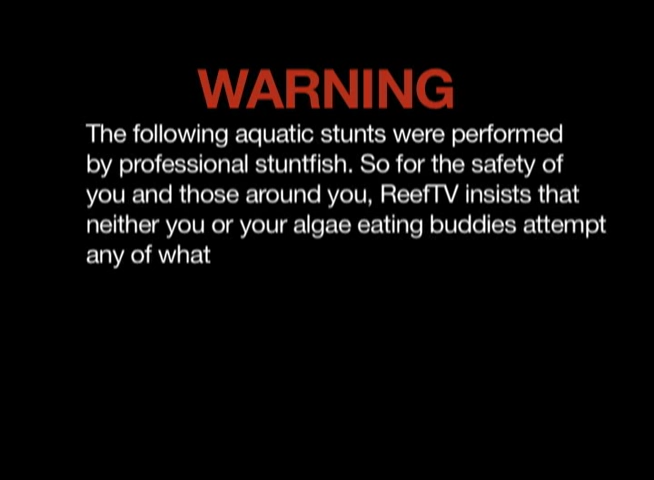 WARNING
The following aquatic stunts were performed
by professional stuntfish. So for the safety of
you and those around you, ReefTV insists that
neither you or your algae eating buddies attempt
any of what